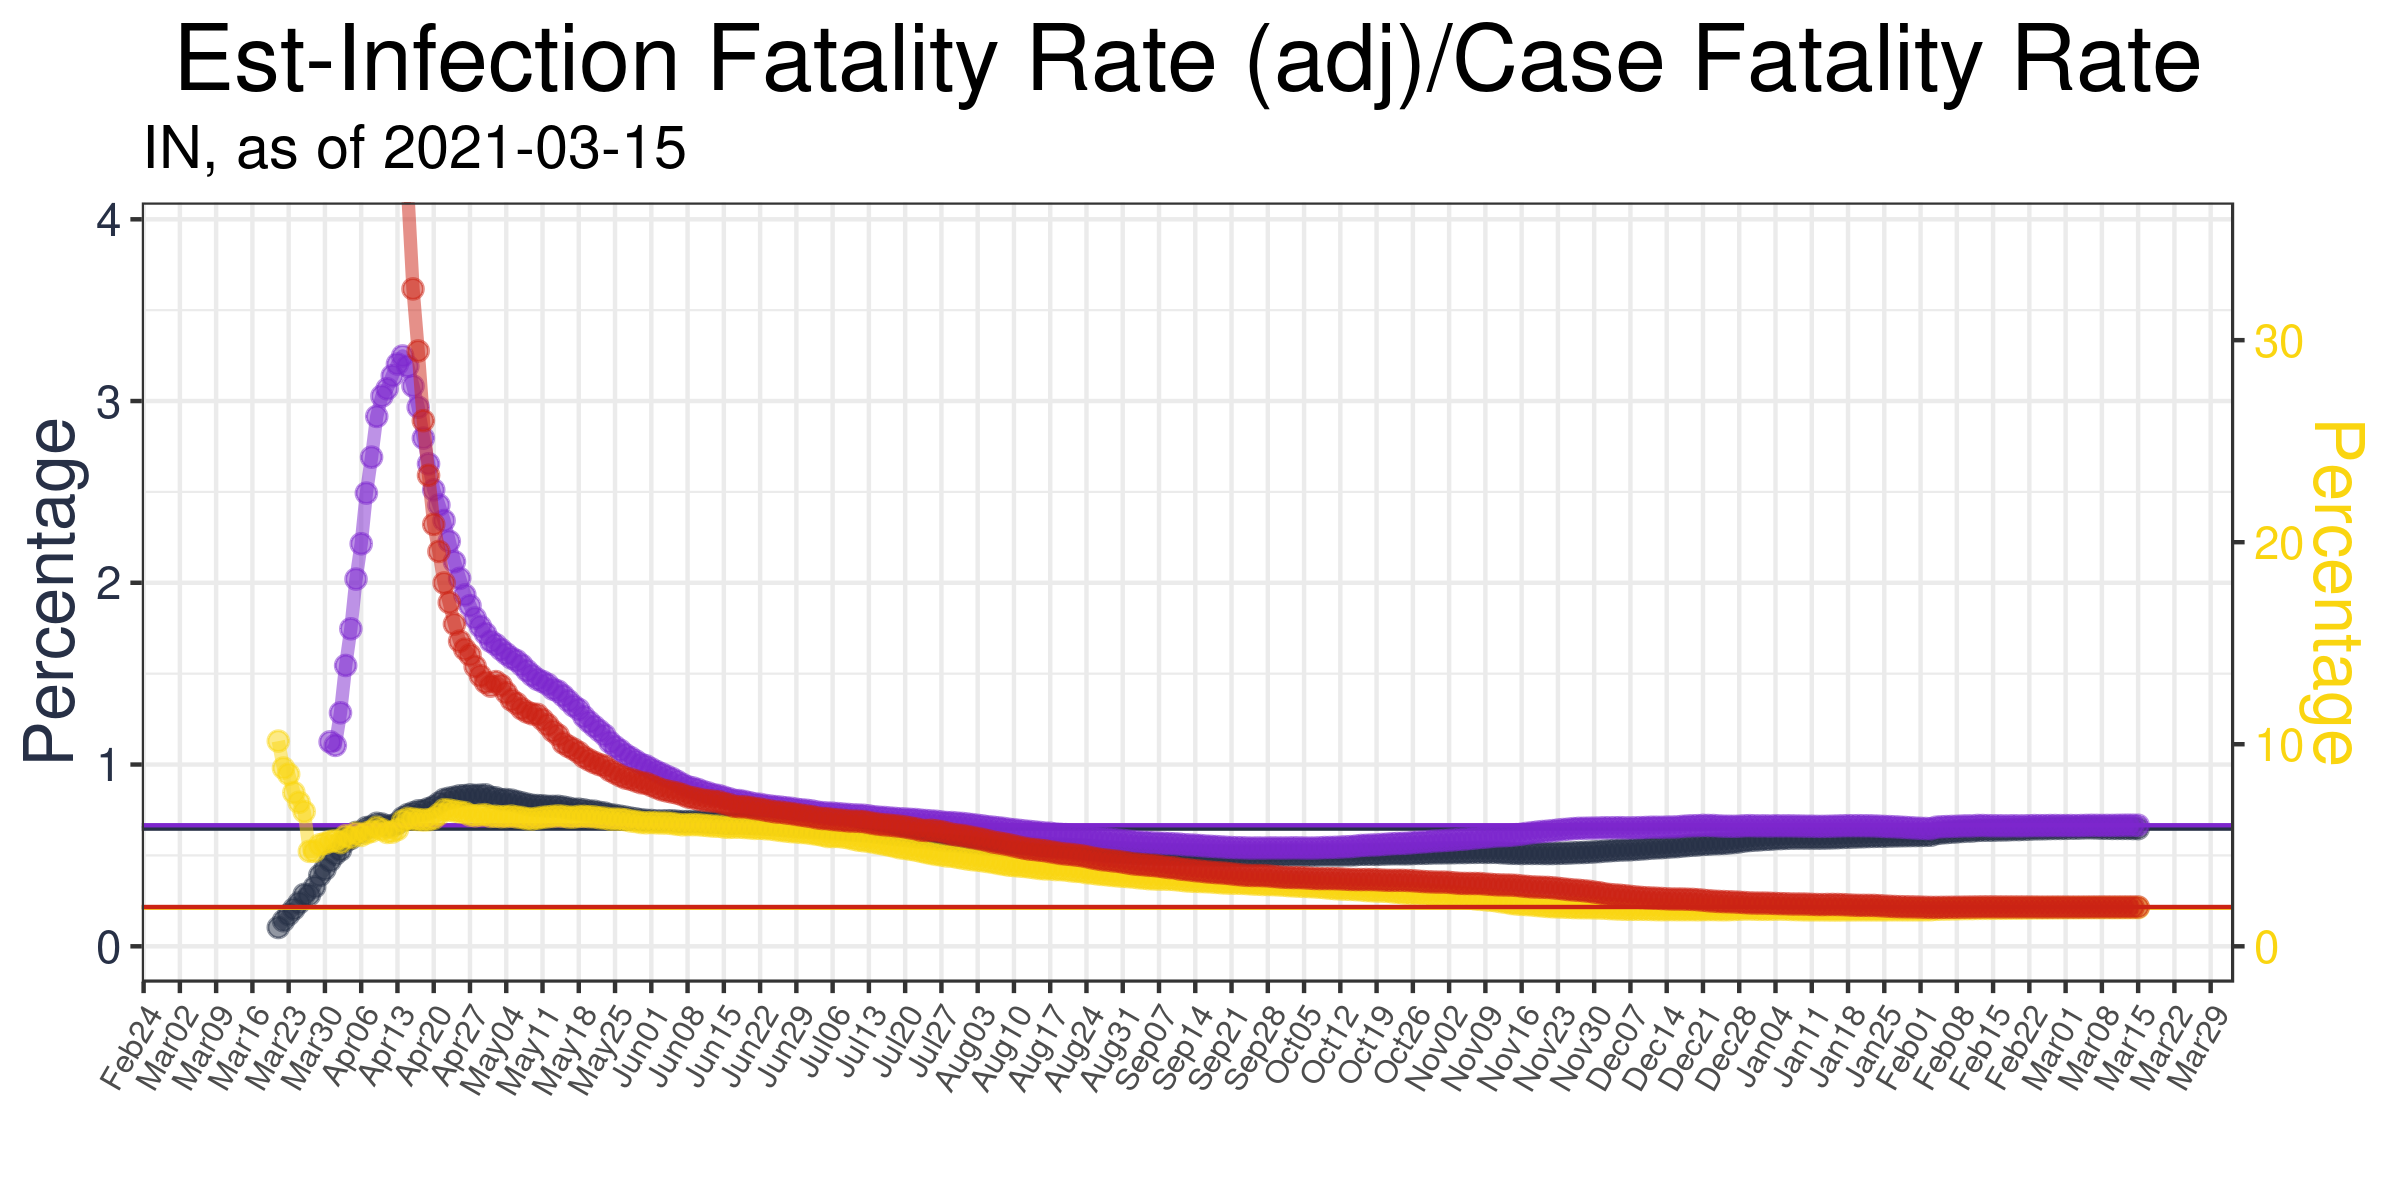 Est-Infection Fatality Rate (adj)/Case Fatality Rate
IN, as of 2021-03-15
Percentage
4
3
2
1
0
30
20
10
0
Percentage
Feb24
Mar02
Mar09
Mar16
Mar23
Mar30
Apr06
Apr13
Apr20
Apr27
May04
May11
May18
May25
Jun01
Jun08
Jun15
Jun22
Jun29
Jul06
Jul13
Jul20
Jul27
Aug03
Aug10
Aug17
Aug24
Aug31
Sep07
Sep14
Sep21
Sep28
Oct05
Oct12
Oct19
Oct26
Nov02
Nov09
Nov16
Nov23
Nov30
Dec07
Dec14
Dec21
Dec28
Jan04
Jan11
Jan18
Jan25
Feb01
Feb08
Feb15
Feb22
Mar01
Mar08
Mar15
Mar22
Mar29